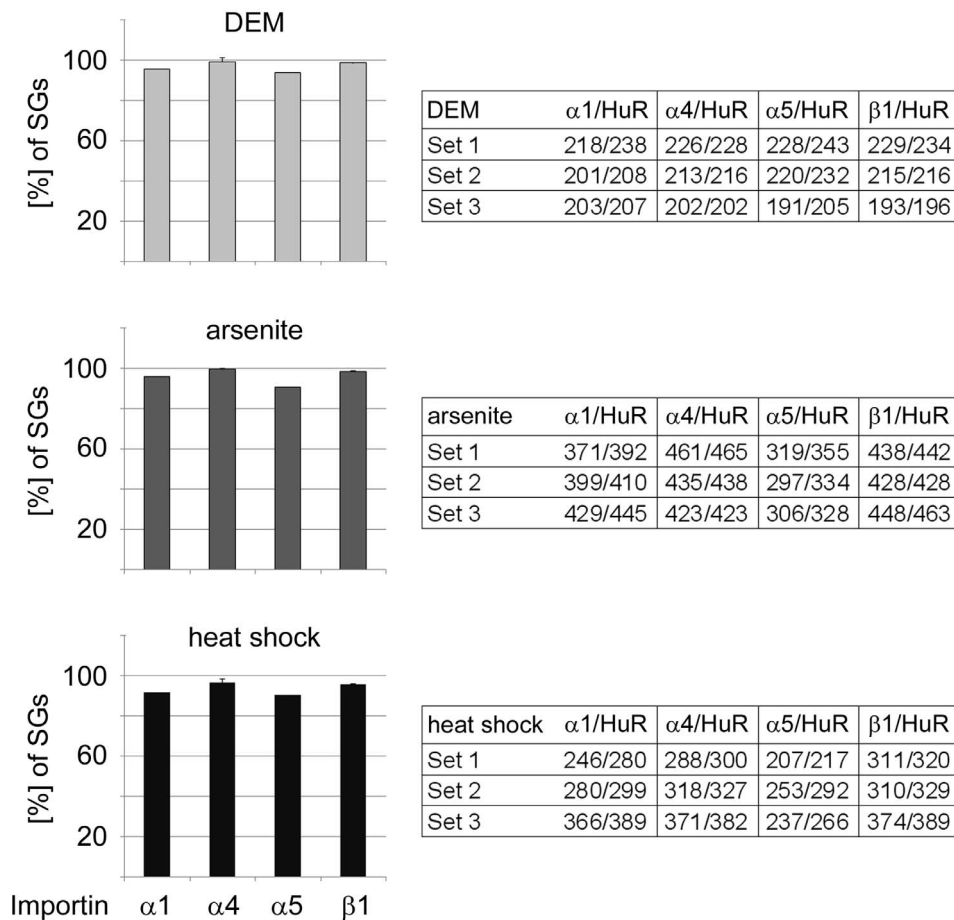 DEM
[%] of SGs
100
60
20
DEM α1/HuR α4/HuR α5/HuR β1/HuR
Set 1 218/238 226/228 228/243 229/234
Set 2 201/208 213/216 220/232 215/216
Set 3 203/207 202/202 191/205 193/196
arsenite
[%] of SGs
100
60
20
arsenite α1/HuR α4/HuR α5/HuR β1/HuR
Set 1 371/392 461/465 319/355 438/442
Set 2 399/410 435/438 297/334 428/428
Set 3 429/445 423/423 306/328 448/463
heat shock
[%] of SGs
100
60
20
heat shock α1/HuR α4/HuR α5/HuR β1/HuR
Set 1 246/280 288/300 207/217 311/320
Set 2 280/299 318/327 253/292 310/329
Set 3 366/389 371/382 237/266 374/389
Importin α1 α4 α5 β1